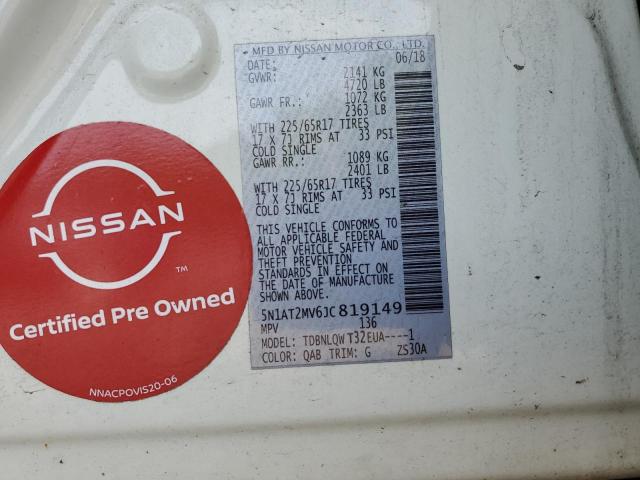 NISSAN
™
Certified Pre Owned
NNACPOVIS20-06
MFD BY NISSAN MOTOR CO., LTD.
DATE: 06/18
GVWR: 2141 KG
4720 LB
GAWR FR.: 1072 KG
2363 LB
WITH 225/65R17 TIRES
17 X 7J RIMS AT 33 PSI
COLD SINGLE
GAWR RR.: 1089 KG
2401 LB
WITH 225/65R17 TIRES
17 X 7J RIMS AT 33 PSI
COLD SINGLE
THIS VEHICLE CONFORMS TO
ALL APPLICABLE FEDERAL
MOTOR VEHICLE SAFETY AND
THEFT PREVENTION
STANDARDS IN EFFECT ON
THE DATE OF MANUFACTURE
SHOWN ABOVE.
5N1AT2MV6JC819149
MPV 136
MODEL: TDBNLQWT32EUA----1
COLOR: QAB TRIM: G ZS30A